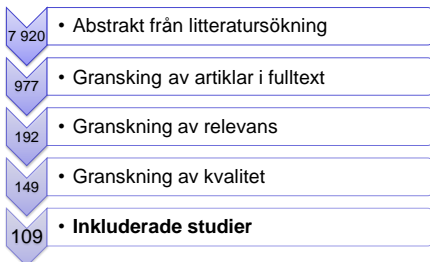 7 920 • Abstrakt från litteratursökning
977 • Gransking av artiklar i fulltext
192 • Granskning av relevans
149 • Granskning av kvalitet
109 • Inkluderade studier